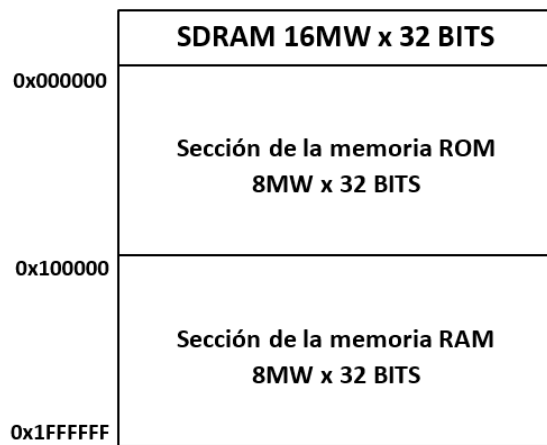 SDRAM 16MW x 32 BITS
0x000000
Sección de la memoria ROM
8MW x 32 BITS
0x100000
Sección de la memoria RAM
8MW x 32 BITS
0x1FFFFFF